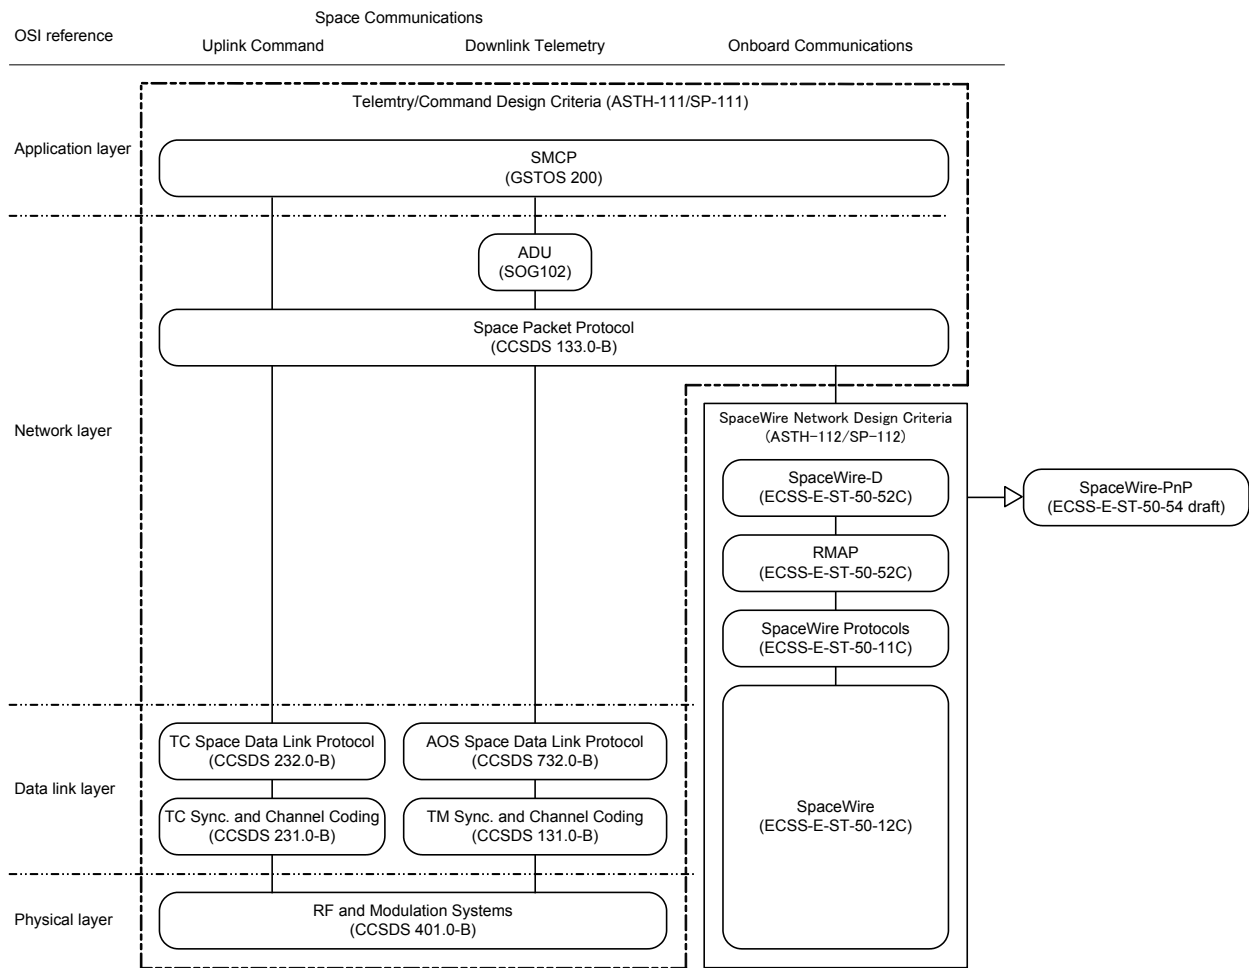 Space Communications
OSI reference
Uplink Command
Downlink Telemetry
Onboard Communications
Telemtry/Command Design Criteria (ASTH-111/SP-111)
Application layer
SMCP
(GSTOS 200)
ADU
(SOG102)
Space Packet Protocol
(CCSDS 133.0-B)
Network layer
SpaceWire Network Design Criteria
(ASTH-112/SP-112)
SpaceWire-D
(ECSS-E-ST-50-52C)
SpaceWire-PnP
(ECSS-E-ST-50-54 draft)
RMAP
(ECSS-E-ST-50-52C)
SpaceWire Protocols
(ECSS-E-ST-50-11C)
Data link layer
TC Space Data Link Protocol
(CCSDS 232.0-B)
AOS Space Data Link Protocol
(CCSDS 732.0-B)
TC Sync. and Channel Coding
(CCSDS 231.0-B)
TM Sync. and Channel Coding
(CCSDS 131.0-B)
SpaceWire
(ECSS-E-ST-50-12C)
Physical layer
RF and Modulation Systems
(CCSDS 401.0-B)